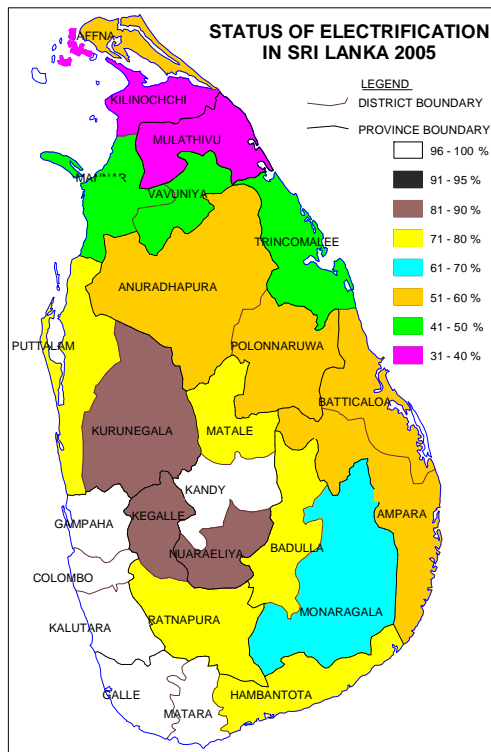 STATUS OF ELECTRIFICATION
IN SRI LANKA 2005
LEGEND
DISTRICT BOUNDARY
PROVINCE BOUNDARY
96 - 100 %
91 - 95 %
81 - 90 %
71 - 80 %
61 - 70 %
51 - 60 %
41 - 50 %
31 - 40 %
AFFNA
KILINOCHCHI
MULATHIVU
MANNAR
VAVUNIYA
TRINCOMALEE
ANURADHAPURA
PUTTALAM
POLONNARUWA
BATTICALOA
KURUNEGALA
MATALE
KANDY
AMPARA
GAMPAHA
KEGALLE
NUARAELIYA
BADULLA
COLOMBO
MONARAGALA
KALUTARA
RATNAPURA
GALLE
HAMBANTOTA
MATARA